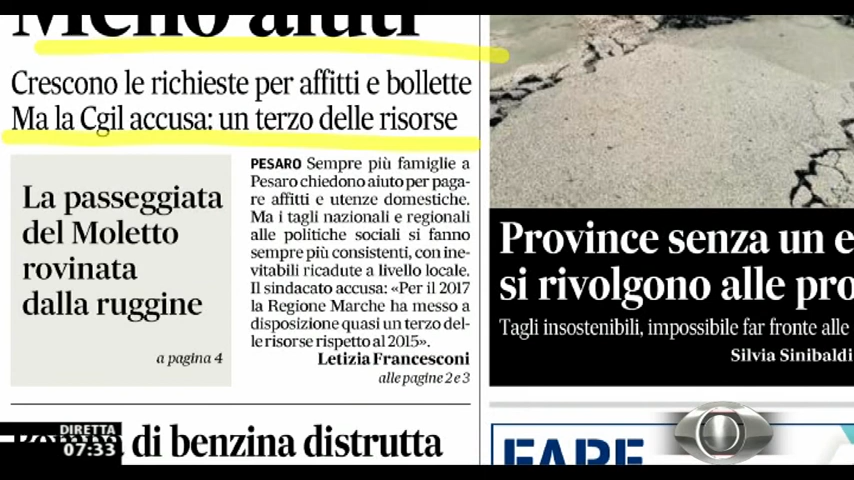 Meno aiuti
Crescono le richieste per affitti e bollette
Ma la Cgil accusa: un terzo delle risorse
La passeggiata
del Moletto
rovinata
dalla ruggine
a pagina 4
PESARO Sempre più famiglie a
Pesaro chiedono aiuto per paga-
re affitti e utenze domestiche.
Ma i tagli nazionali e regionali
alle politiche sociali si fanno
sempre più consistenti, con ine-
vitabili ricadute a livello locale.
Il sindacato accusa: «Per il 2017
la Regione Marche ha messo a
disposizione quasi un terzo del-
le risorse rispetto al 2015».
Letizia Francesconi
alle pagine 2 e 3
Province senza un e
si rivolgono alle pro
Tagli insostenibili, impossibile far fronte alle
Silvia Sinibaldi
di benzina distrutta
FARE
DIRETTA
07:33